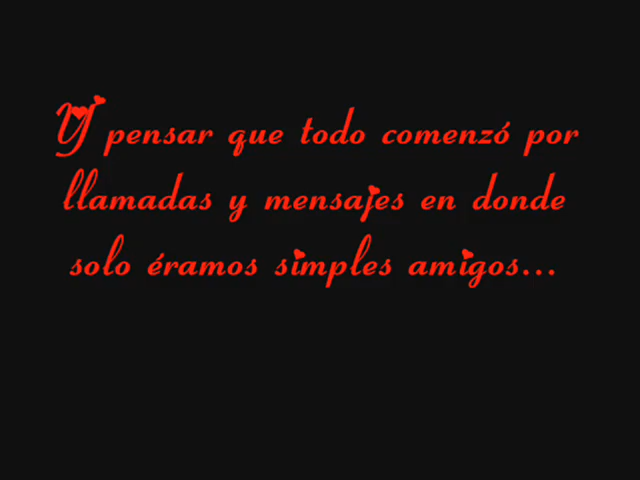 Y pensar que todo comenzó por
llamadas y mensajes en donde
solo éramos simples amigos...